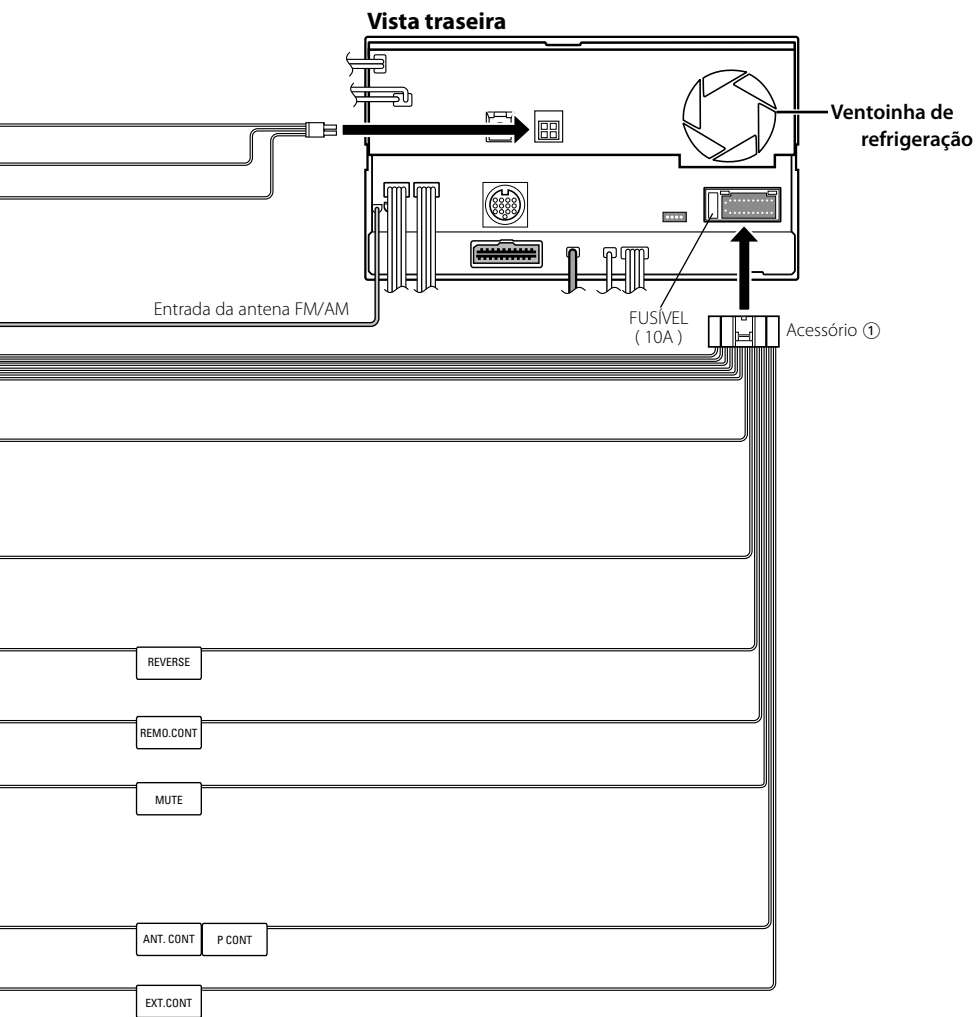 Vista traseira
Ventoinha de
refrigeração
Entrada da antena FM/AM
FUSÍVEL
( 10A )
Acessório ①
REVERSE
REMO.CONT
MUTE
ANT. CONT
P CONT
EXT.CONT